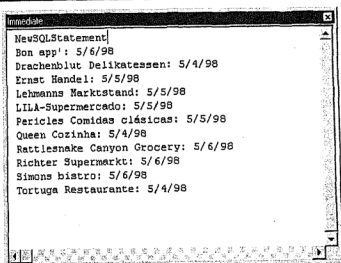 Immediate
NewSQLStatement
Bon app': 5/6/98
Drachenblut Delikatessen: 5/4/98
Ernst Handel: 5/5/98
Lehmanns Marktstand: 5/5/98
LILA-Supermercado: 5/5/98
Pericles Comidas clásicas: 5/5/98
Queen Cozinha: 5/4/98
Rattlesnake Canyon Grocery: 5/6/98
Richter Supermarkt: 5/6/98
Simons bistro: 5/6/98
Tortuga Restaurante: 5/4/98